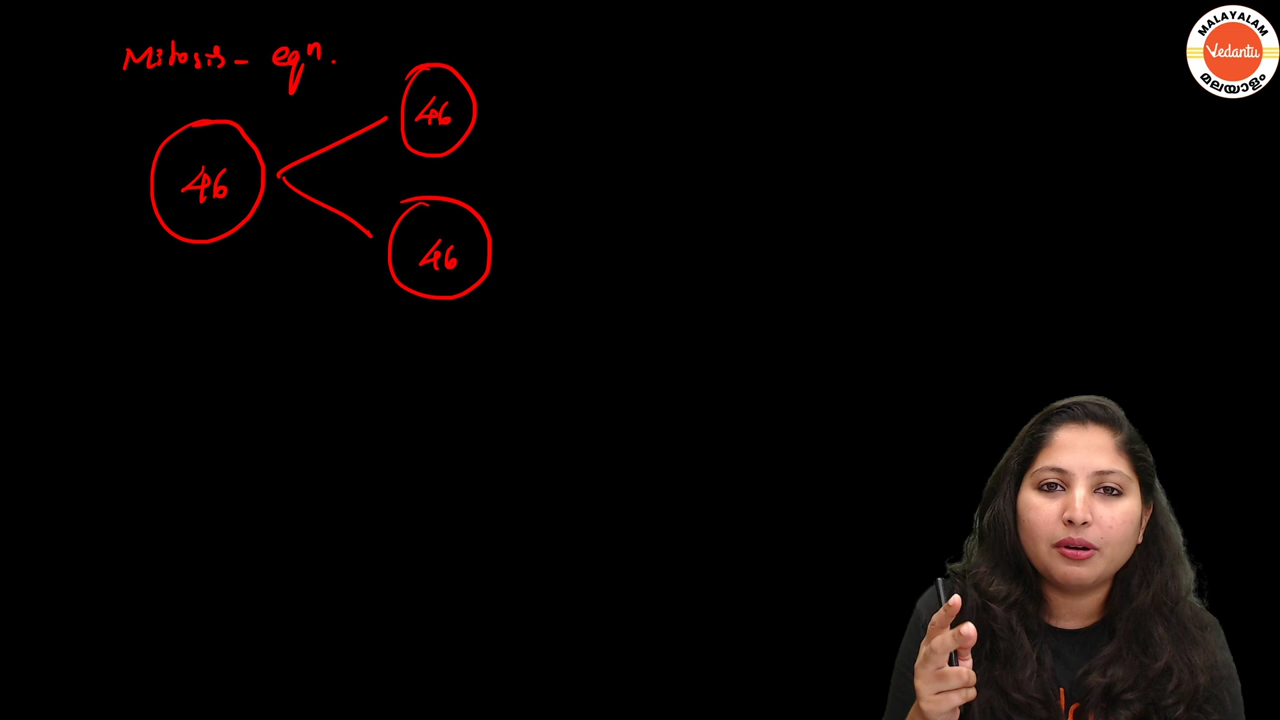 Mitosis - eqn.
46
46
46
MALAYALAM
Vedantu
മലയാളം